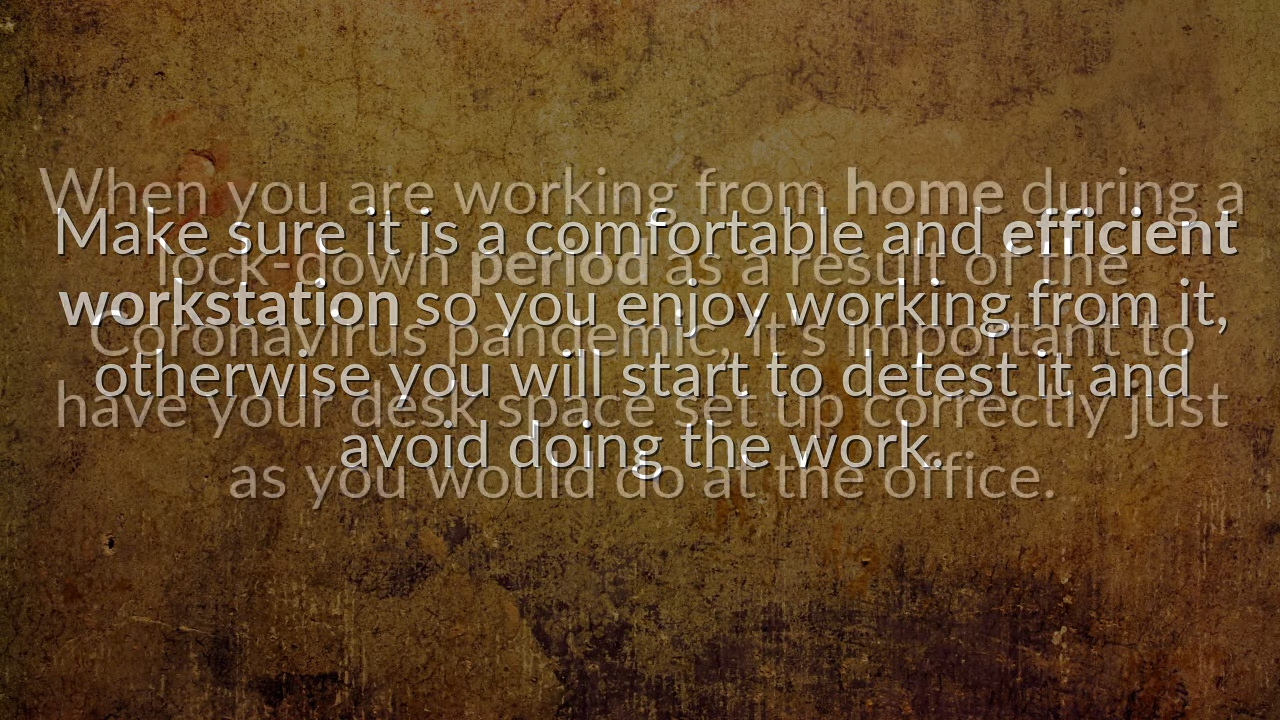 When you are working from home during a
lock-down period as a result of the
Coronavirus pandemic, it's important to
have your desk space set up correctly just
as you would do at the office.
Make sure it is a comfortable and efficient
workstation so you enjoy working from it,
otherwise you will start to detest it and
avoid doing the work.